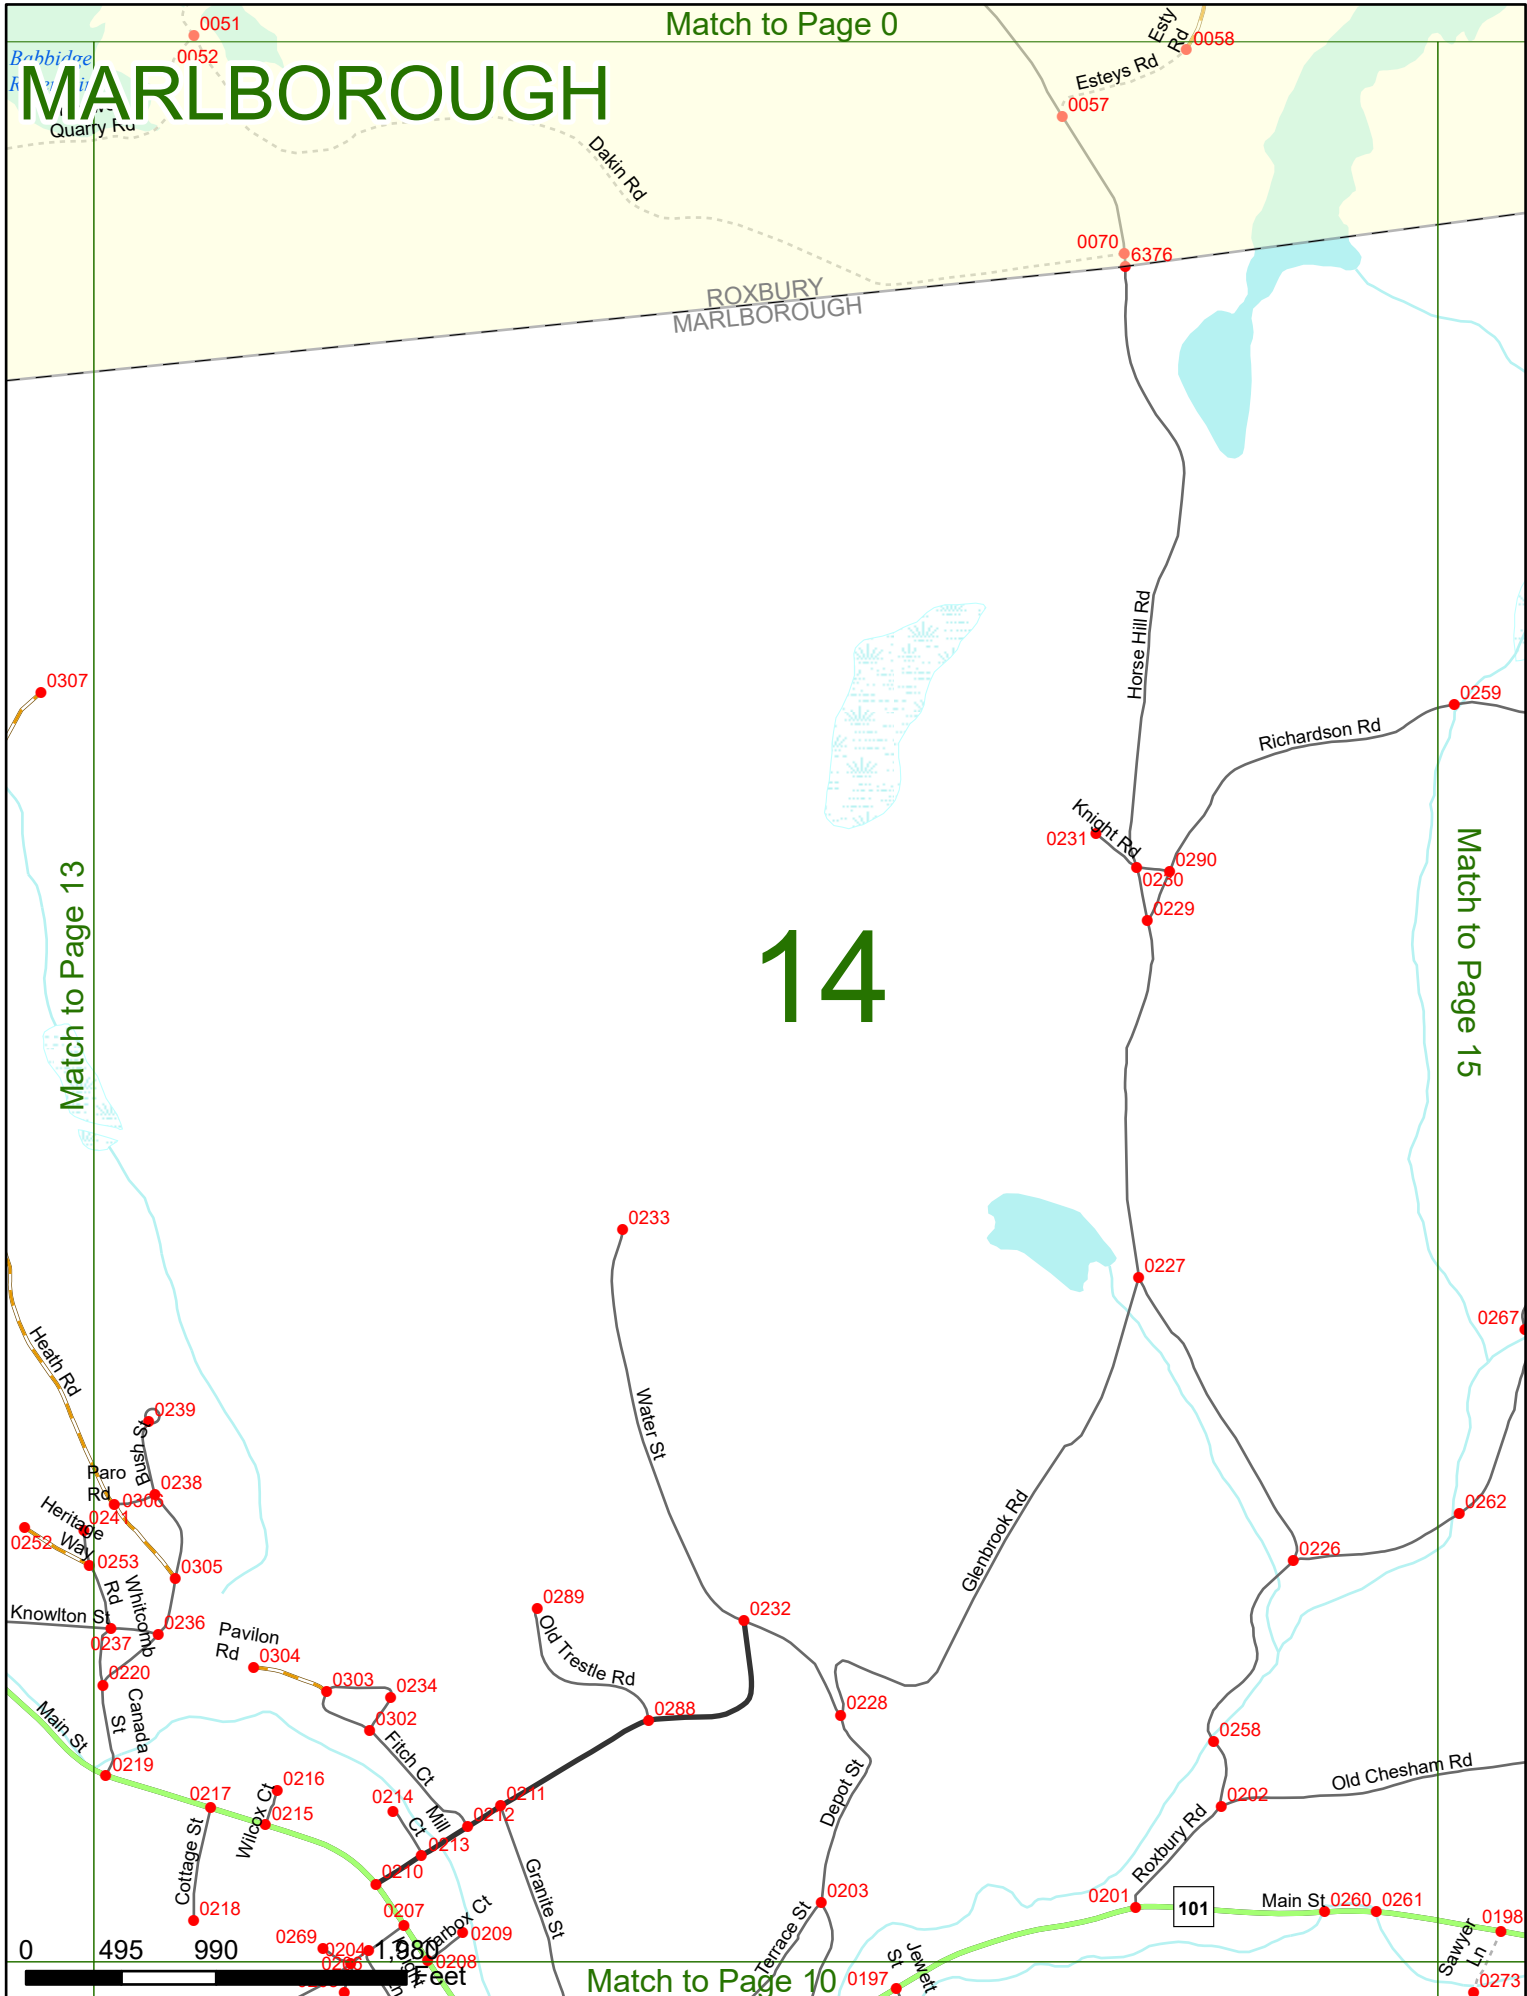 Match to Page 0
0051
0052
Esty
Rd
0058
Babbidge
MARLBOROUGH
Quarry Rd
Esteys Rd
0057
Dakin Rd
0070
6376
ROXBURY
MARLBOROUGH
Horse Hill Rd
0307
0259
Richardson Rd
Knight Rd
0231
0290
0230
0229
Match to Page 13
14
Match to Page 15
0233
0227
0267
Heath Rd
0239
Bush St
Water St
Paro
Rd
0238
0306
0241
Heritage
Way
0252
0253
0262
0226
0305
Glenbrook Rd
Rd
Whitcomb
Knowlton St
0237
0236
0289
Old Trestle Rd
0232
Pavilon
Rd
0304
0220
0303
0234
0288
0228
Canada
St
Main St
0302
Fitch Ct
0258
0219
0216
0217
Wilcox Ct
0215
0214
Mill
Ct
0211
0212
0213
Depot St
Old Chesham Rd
0202
Roxbury Rd
Cottage St
0210
Granite St
0218
0207
Tarbox Ct
0209
0203
0201
101
Main St
0260
0261
0198
Terrace St
Sawyer
Ln
0269
0204
0208
Jewett
St
0197
0273
0
495
990
1,980
Feet
Match to Page 10